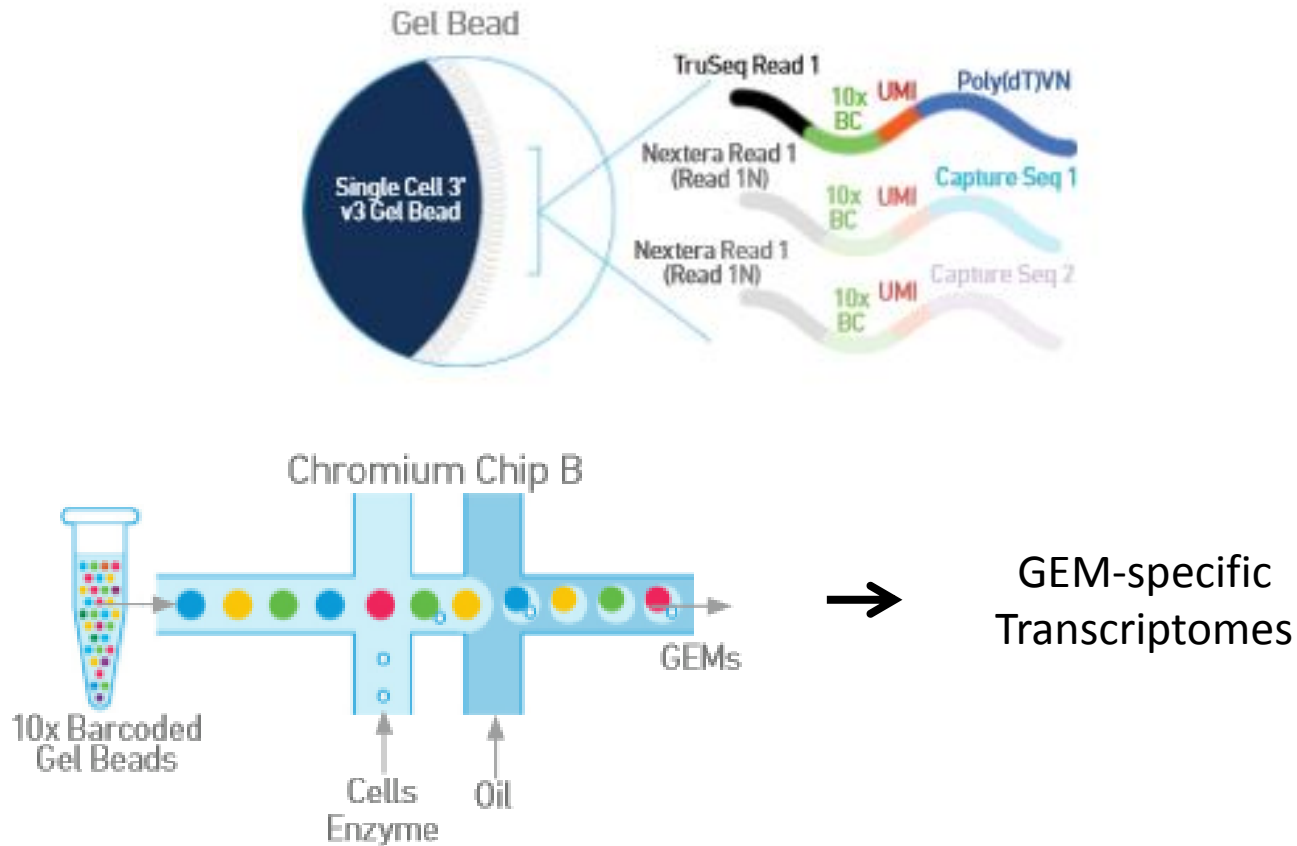 Gel Bead
Single Cell 3'
v3 Gel Bead
TruSeq Read 1
10x
BC
UMI
Poly(dT)VN
Nextera Read 1
(Read 1N)
10x
BC
UMI
Capture Seq 1
Nextera Read 1
(Read 1N)
10x
BC
UMI
Capture Seq 2
Chromium Chip B
10x Barcoded
Gel Beads
Cells
Enzyme
Oil
GEMs
GEM-specific
Transcriptomes